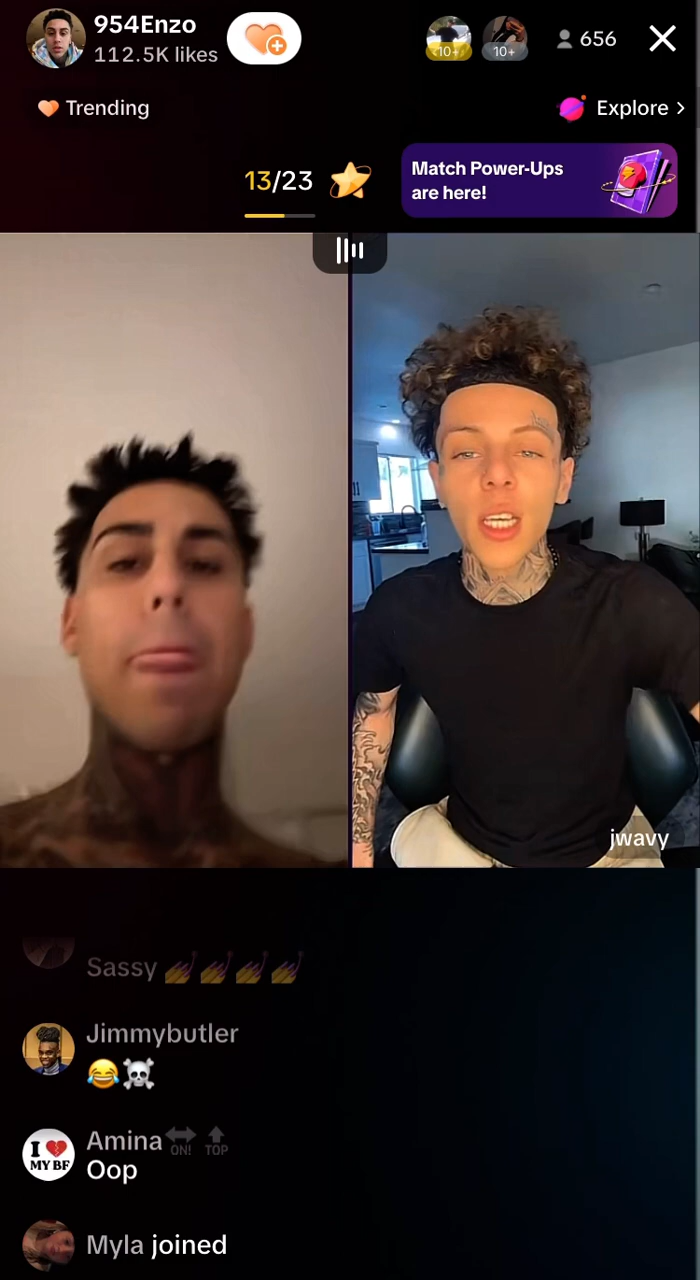 954Enzo
112.5K likes
10+
10+
656
Trending
Explore
13/23
Match Power-Ups
are here!
jwavy
Sassy 💅💅💅💅
Jimmybutler
😂☠️
I ❤ MY BF
Amina ON! TOP
Oop
Myla joined